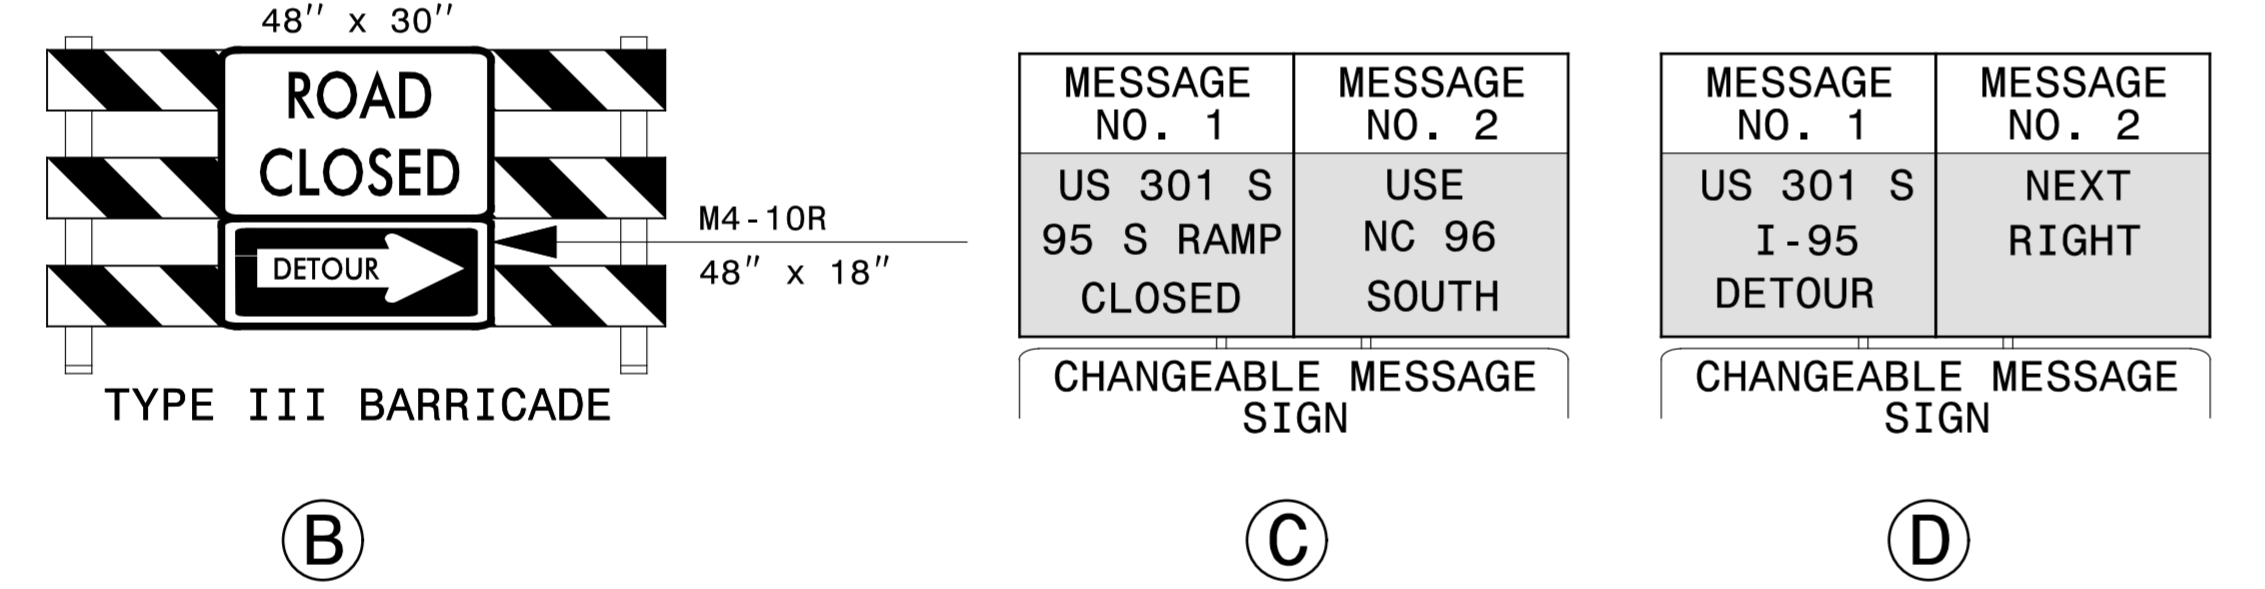 48" x 30"
ROAD
CLOSED
DETOUR
M4-10R
48" x 18"
TYPE III BARRICADE
B
MESSAGE
NO. 1
US 301 S
95 S RAMP
CLOSED
MESSAGE
NO. 2
USE
NC 96
SOUTH
CHANGEABLE MESSAGE
SIGN
C
MESSAGE
NO. 1
US 301 S
I-95
DETOUR
MESSAGE
NO. 2
NEXT
RIGHT
CHANGEABLE MESSAGE
SIGN
D